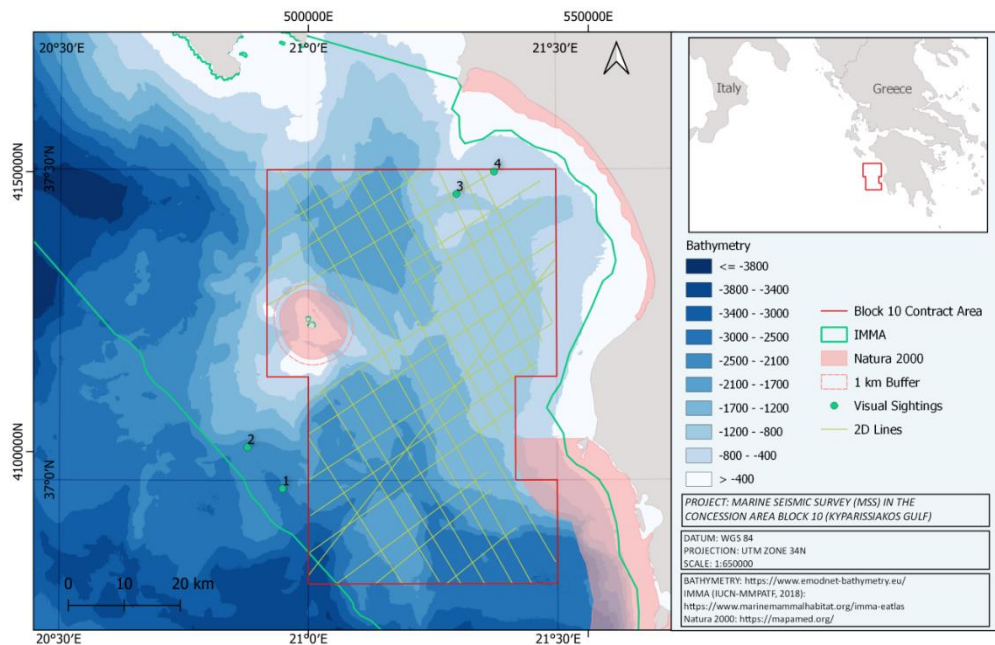 500000E 550000E
20°30'E 21°0'E 21°30'E
Italy
Greece
4150000N
37°30'N
4
3
2
1
4100000N
37°0'N
0 10 20 km
20°30'E 21°0'E 21°30'E
Bathymetry
<= -3800
-3800 - -3400
-3400 - -3000
-3000 - -2500
-2500 - -2100
-2100 - -1700
-1700 - -1200
-1200 - -800
-800 - -400
> -400
Block 10 Contract Area
IMMA
Natura 2000
1 km Buffer
Visual Sightings
2D Lines
PROJECT: MARINE SEISMIC SURVEY (MSS) IN THE
CONCESSION AREA BLOCK 10 (KYPARISSIAKOS GULF)
DATUM: WGS 84
PROJECTION: UTM ZONE 34N
SCALE: 1:650000
BATHYMETRY: https://www.emodnet-bathymetry.eu/
IMMA (IUCN-MMPATF, 2018):
https://www.marinemammalhabitat.org/imma-eatlas
Natura 2000: https://mapamed.org/